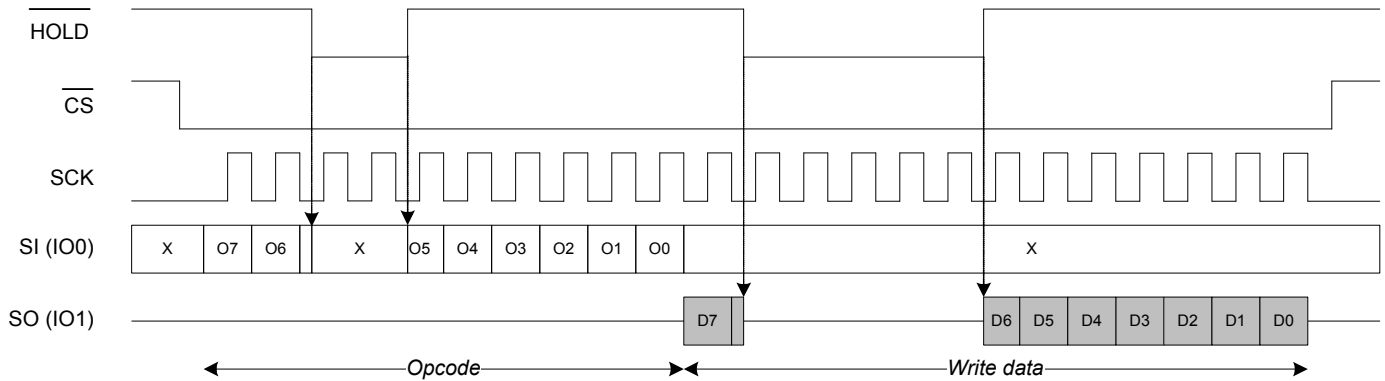 HOLD
CS
SCK
SI (IO0) X O7 O6 X O5 O4 O3 O2 O1 O0 X
SO (IO1) D7 D6 D5 D4 D3 D2 D1 D0
Opcode Write data